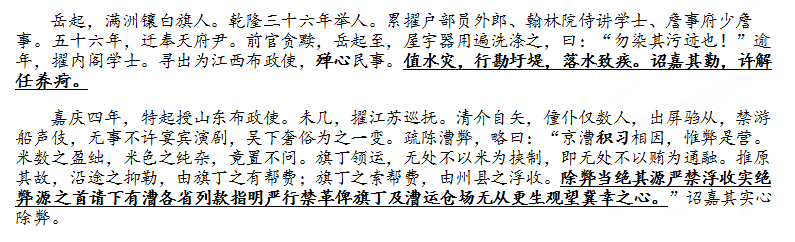 岳起，满洲镶白旗人。乾隆三十六年举人。累擢户部员外郎、翰林院侍讲学士、詹事府少詹
事。五十六年，迁奉天府尹。前官贪黩，岳起至，屋宇器用遍洗涤之，曰：“勿染其污迹也！”逾
年，擢内阁学士。寻出为江西布政使，殚心民事。值水灾，行勘圩堤，落水致疾。诏嘉其勤，许解
任养疴。
嘉庆四年，特起授山东布政使。未几，擢江苏巡抚。清介自矢，僮仆仅数人，出屏驺从，禁游
船声伎，无事不许宴宾演剧，吴下奢俗为之一变。疏陈漕弊，略曰：“京漕积习相因，惟弊是营。
米数之盈绌，米色之纯杂，竟置不问。旗丁领运，无处不以米为挟制，即无处不以贿为通融。推原
其故，沿途之抑勒，由旗丁之有帮费；旗丁之索帮费，由州县之浮收。除弊当绝其源严禁浮收实绝
弊源之首请下有漕各省列款指明严行禁革俾旗丁及漕运仓场无从更生观望冀幸之心。”诏嘉其实心
除弊。